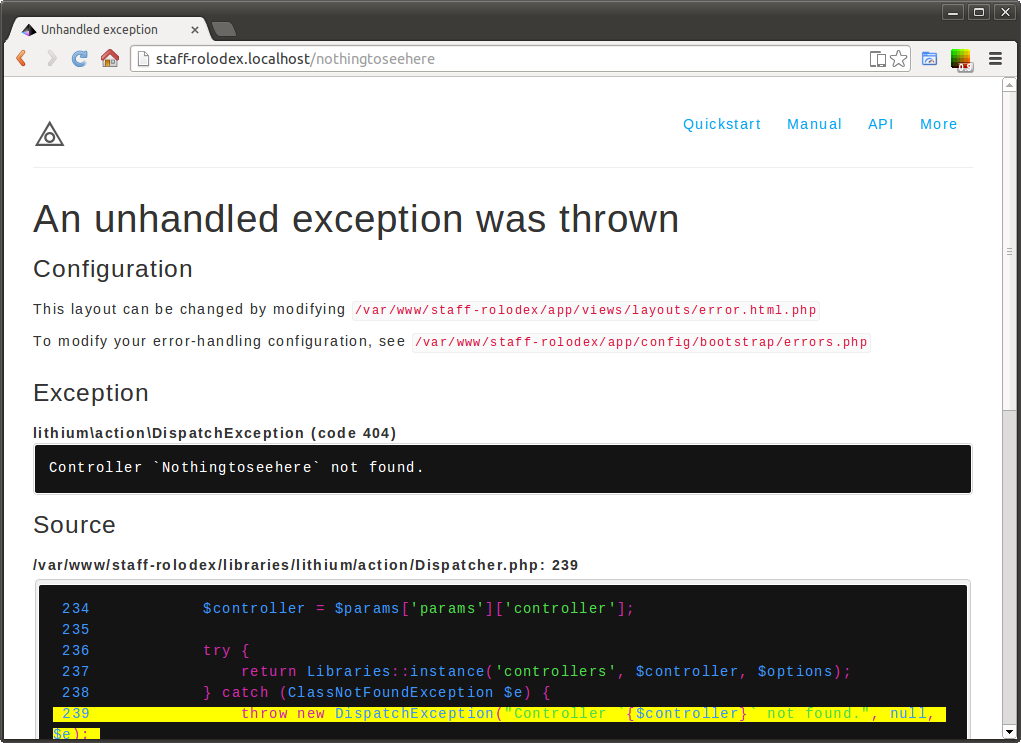 Unhandled exception
staff-rolodex.localhost/nothingtoseehere
0.9
Quickstart Manual API More
An unhandled exception was thrown
Configuration
This layout can be changed by modifying /var/www/staff-rolodex/app/views/layouts/error.html.php
To modify your error-handling configuration, see /var/www/staff-rolodex/app/config/bootstrap/errors.php
Exception
lithium\action\DispatchException (code 404)
Controller `Nothingtoseehere` not found.
Source
/var/www/staff-rolodex/libraries/lithium/action/Dispatcher.php: 239
234 $controller = $params['params']['controller'];
235
236 try {
237 return Libraries::instance('controllers', $controller, $options);
238 } catch (ClassNotFoundException $e) {
239 throw new DispatchException("Controller `{$controller}` not found.", null,
$e);